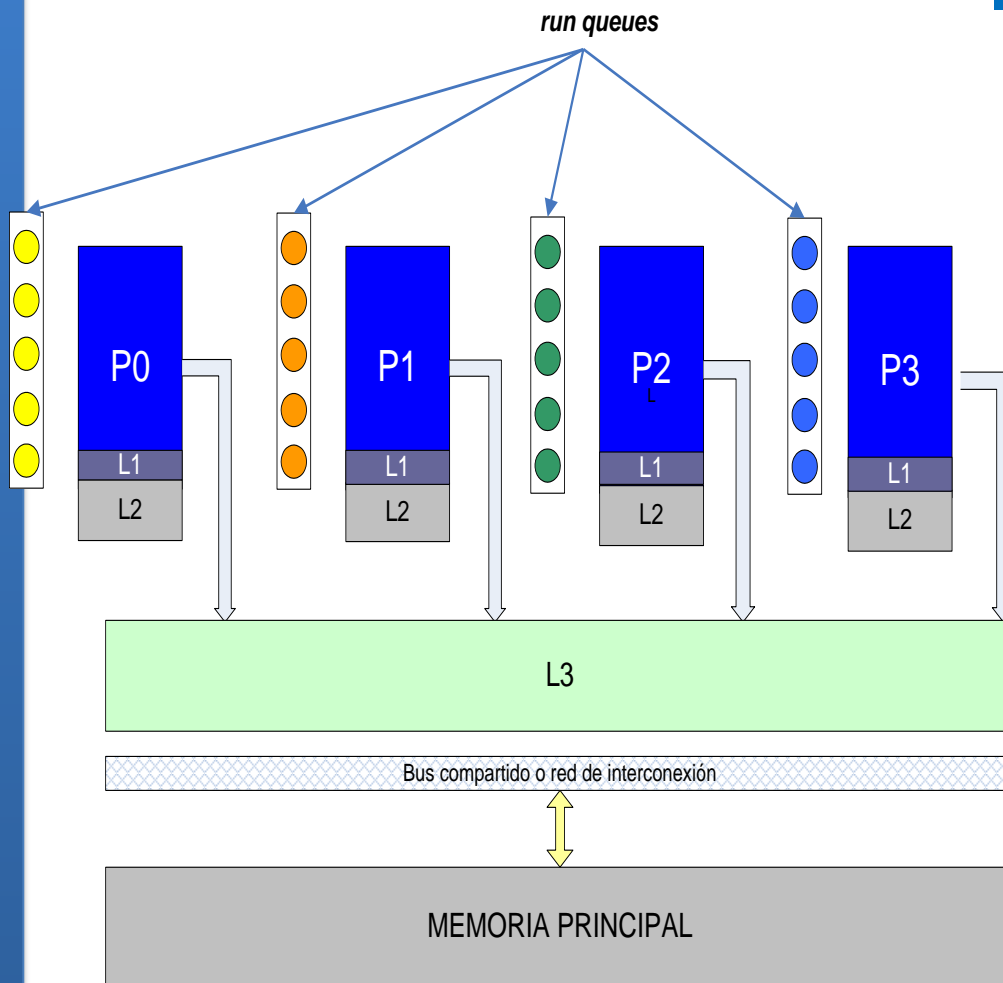 run queues
P0
P1
P2
L
P3
L1
L1
L1
L1
L2
L2
L2
L2
L3
Bus compartido o red de interconexión
MEMORIA PRINCIPAL